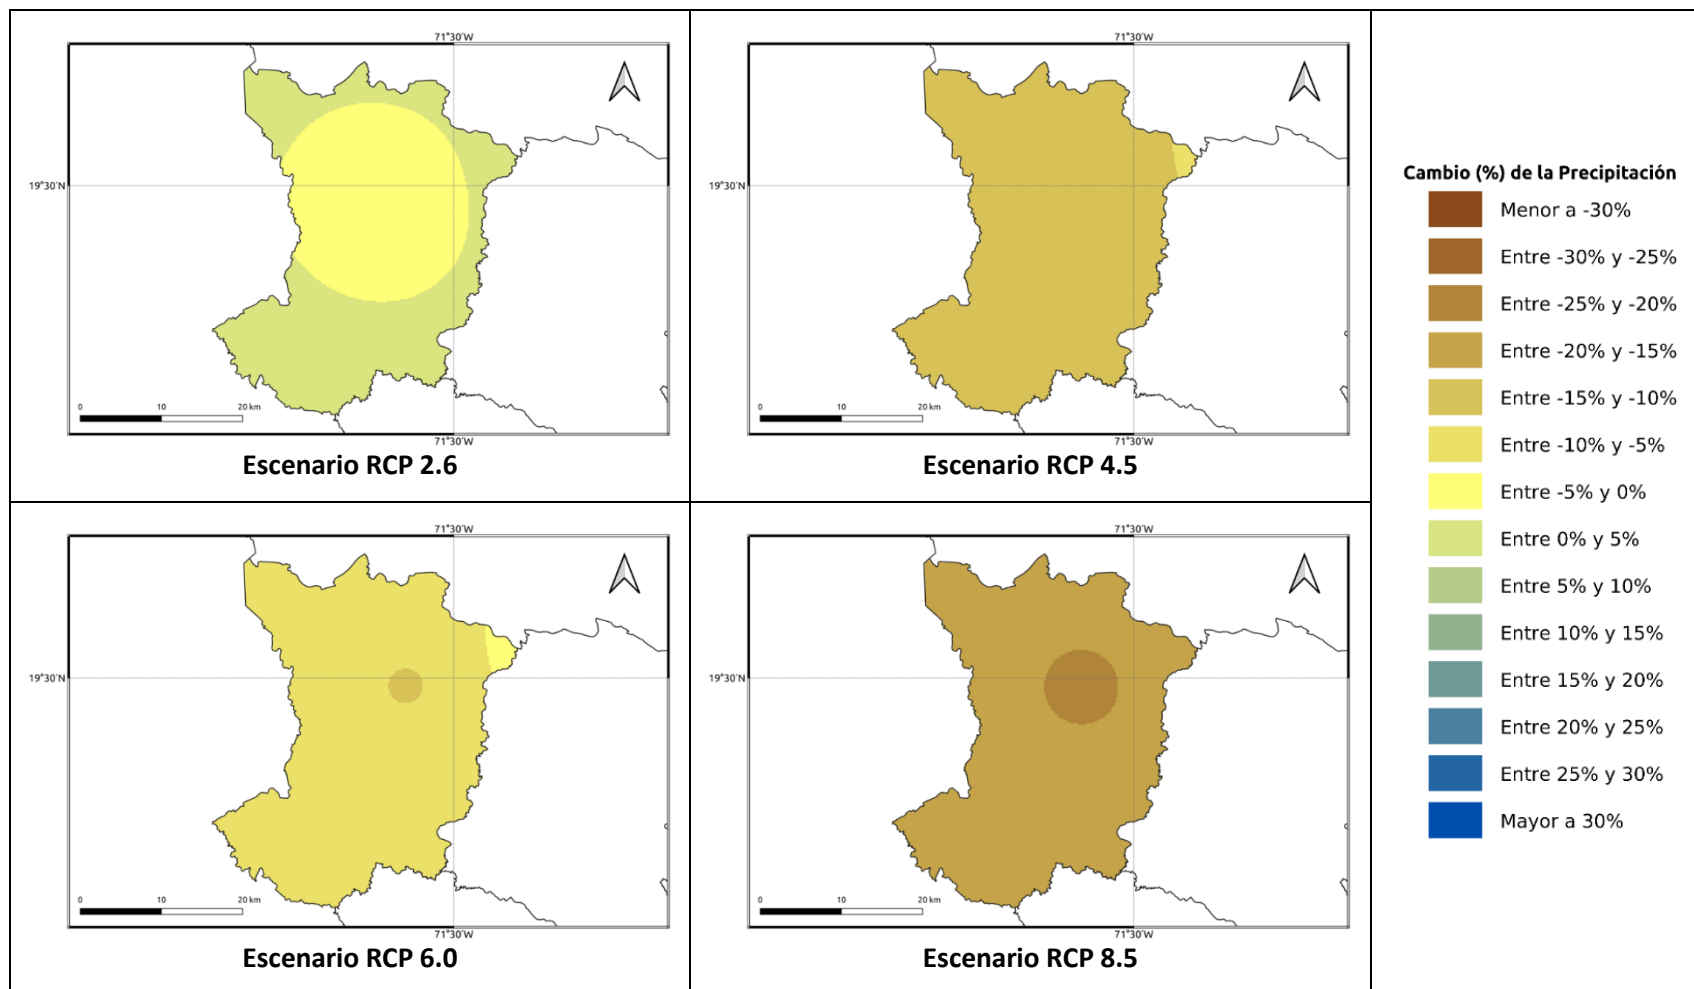 71°30'W
19°30'N
0 10 20 km
71°30'W
Escenario RCP 2.6
71°30'W
19°30'N
0 10 20 km
71°30'W
Escenario RCP 4.5
71°30'W
19°30'N
0 10 20 km
71°30'W
Escenario RCP 6.0
71°30'W
19°30'N
0 10 20 km
71°30'W
Escenario RCP 8.5
Cambio (%) de la Precipitación
Menor a -30%
Entre -30% y -25%
Entre -25% y -20%
Entre -20% y -15%
Entre -15% y -10%
Entre -10% y -5%
Entre -5% y 0%
Entre 0% y 5%
Entre 5% y 10%
Entre 10% y 15%
Entre 15% y 20%
Entre 20% y 25%
Entre 25% y 30%
Mayor a 30%